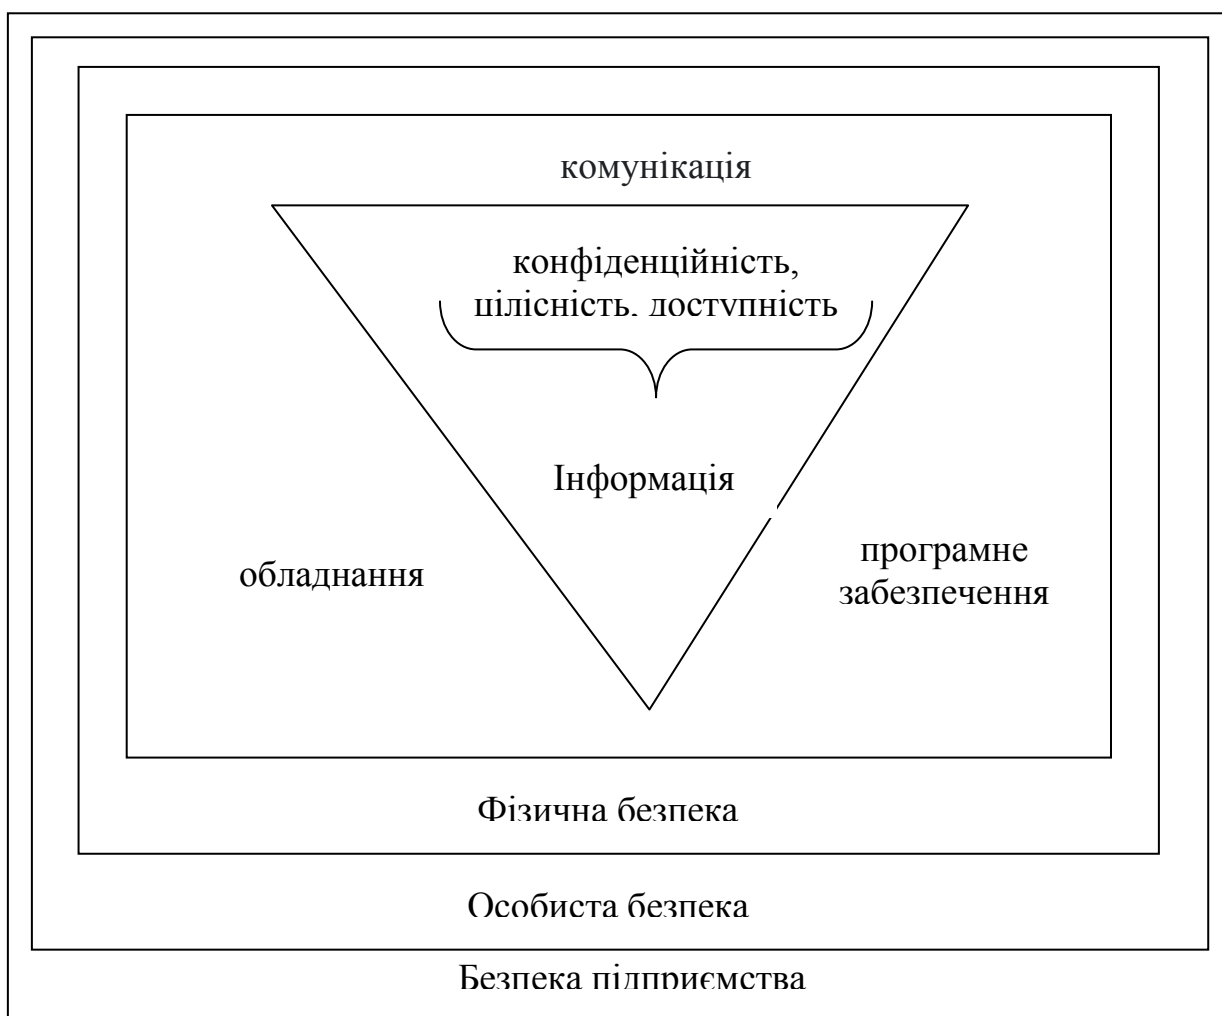 комунікація
конфіденційність,
цілісність, доступність
Інформація
обладнання
програмне
забезпечення
Фізична безпека
Особиста безпека
Безпека підприємства